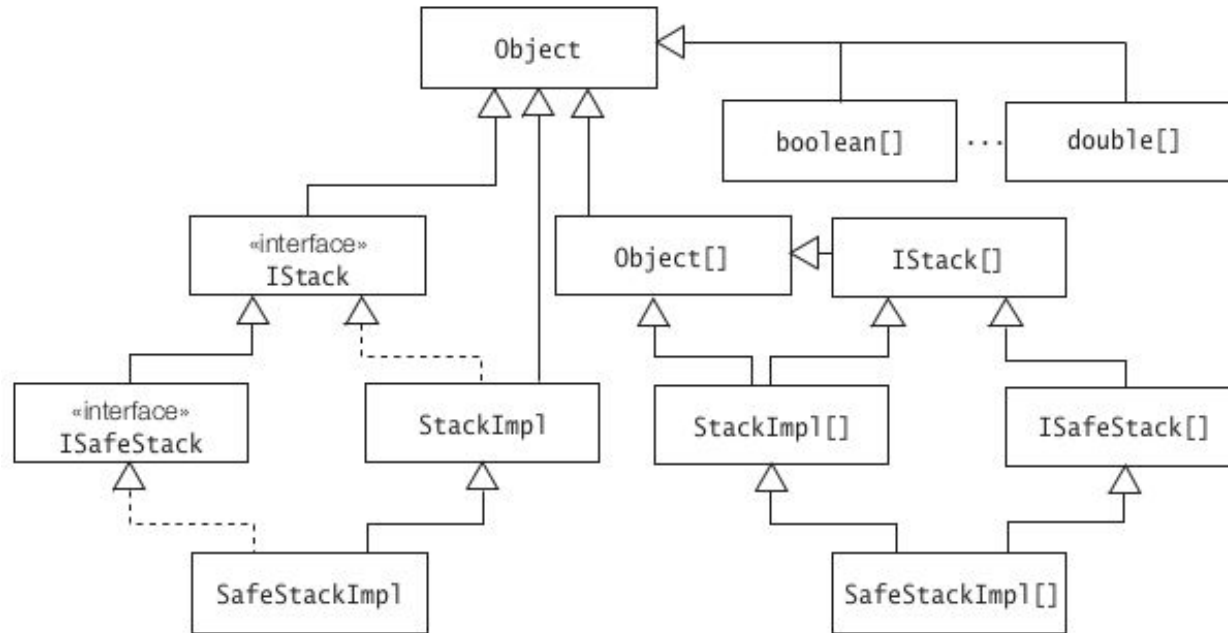 Object
boolean[]
...
double[]
«interface»
IStack
Object[]
IStack[]
«interface»
ISafeStack
StackImpl
StackImpl[]
ISafeStack[]
SafeStackImpl
SafeStackImpl[]